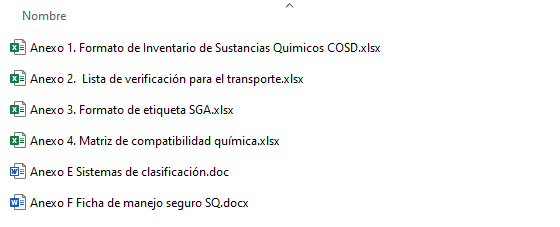 Nombre
Anexo 1. Formato de Inventario de Sustancias Quimicos COSD.xlsx
Anexo 2.  Lista de verificación para el transporte.xlsx
Anexo 3. Formato de etiqueta SGA.xlsx
Anexo 4. Matriz de compatibilidad química.xlsx
Anexo E Sistemas de clasificación.doc
Anexo F Ficha de manejo seguro SQ.docx